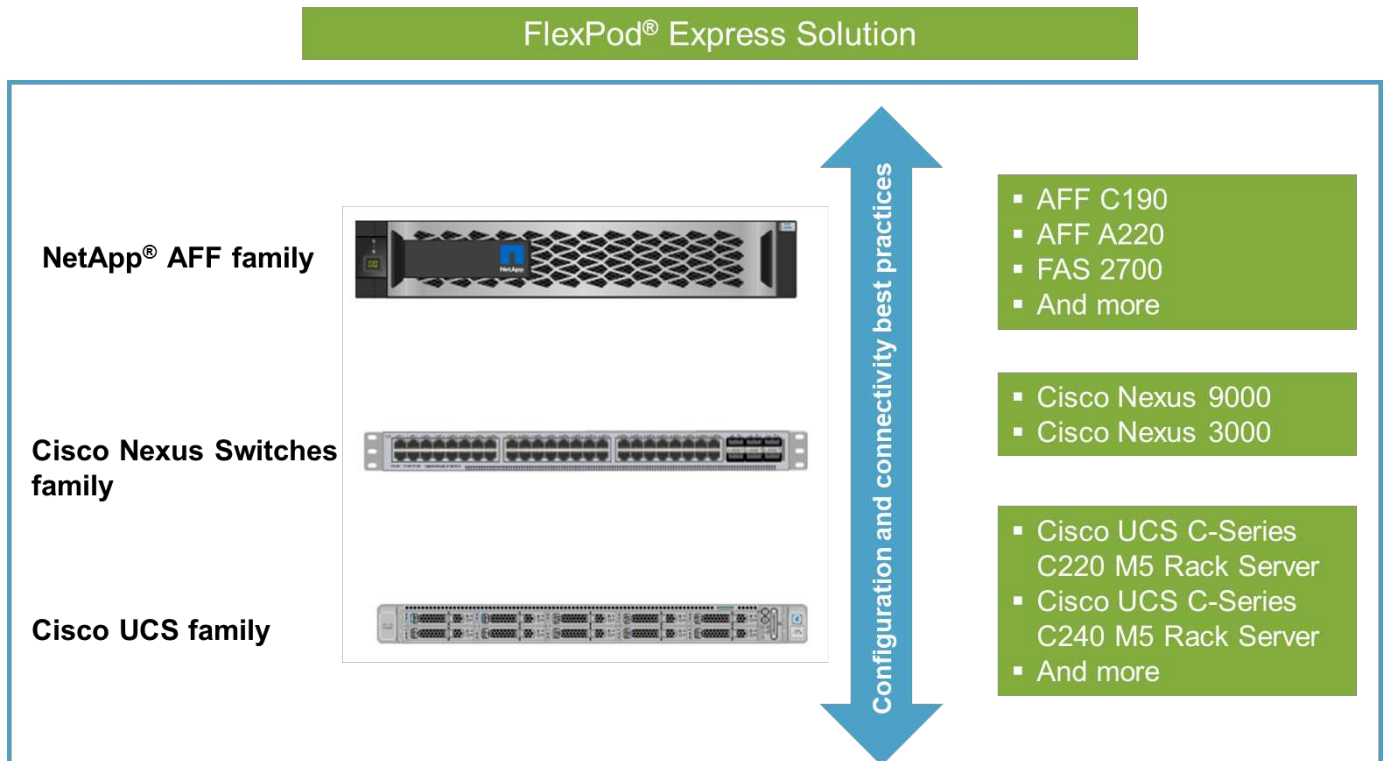 FlexPod® Express Solution
NetApp® AFF family
NetApp
Configuration and connectivity best practices
▪ AFF C190
▪ AFF A220
▪ FAS 2700
▪ And more
Cisco Nexus Switches
family
▪ Cisco Nexus 9000
▪ Cisco Nexus 3000
Cisco UCS family
▪ Cisco UCS C-Series
C220 M5 Rack Server
▪ Cisco UCS C-Series
C240 M5 Rack Server
▪ And more